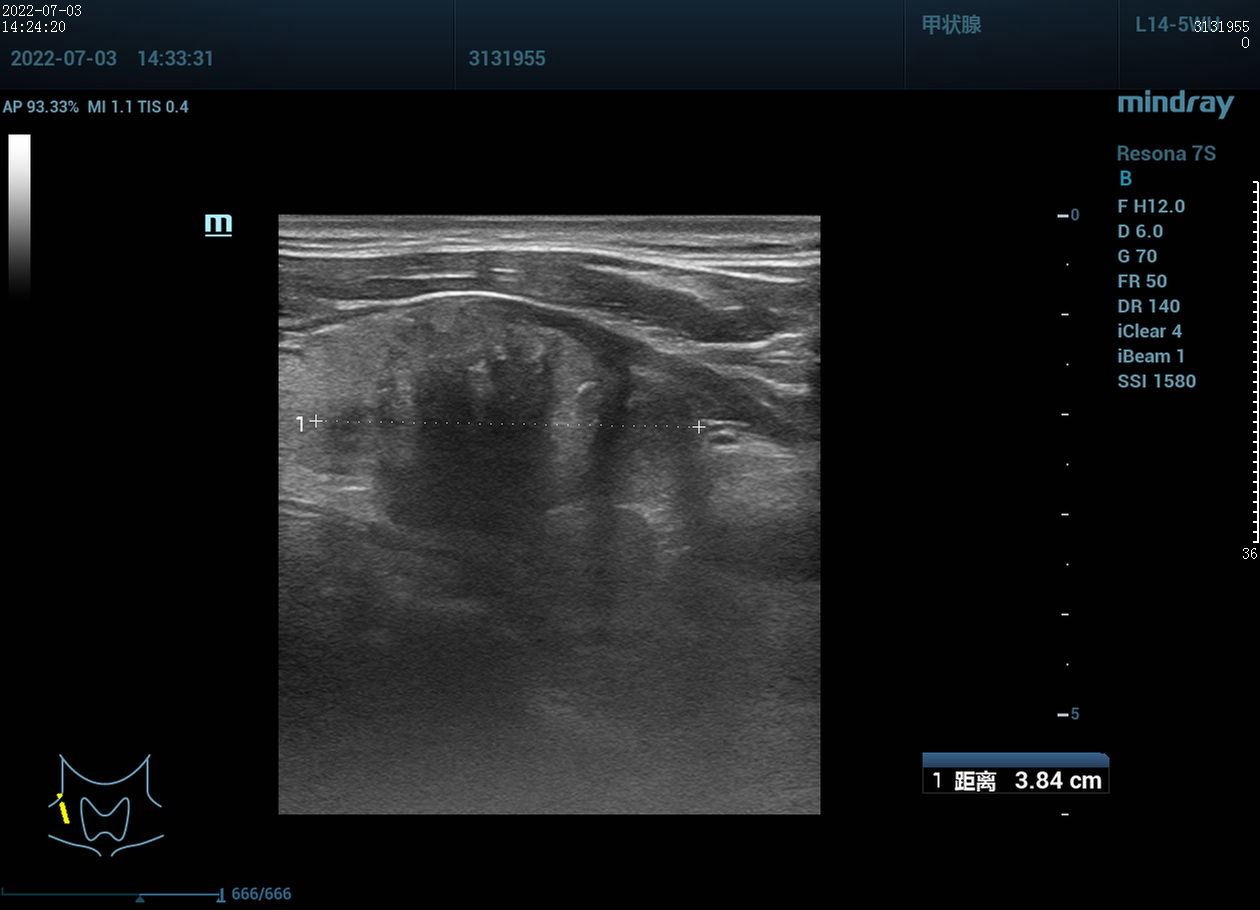 2022-07-03
14:24:20
2022-07-03 14:33:31
3131955
甲状腺
3131955
0
AP 93.33% MI 1.1 TIS 0.4
mindray
Resona 7S
B
F H12.0
D 6.0
G 70
FR 50
DR 140
iClear 4
iBeam 1
SSI 1580
m
0
1
5
36
1 距离 3.84 cm
1 666/666